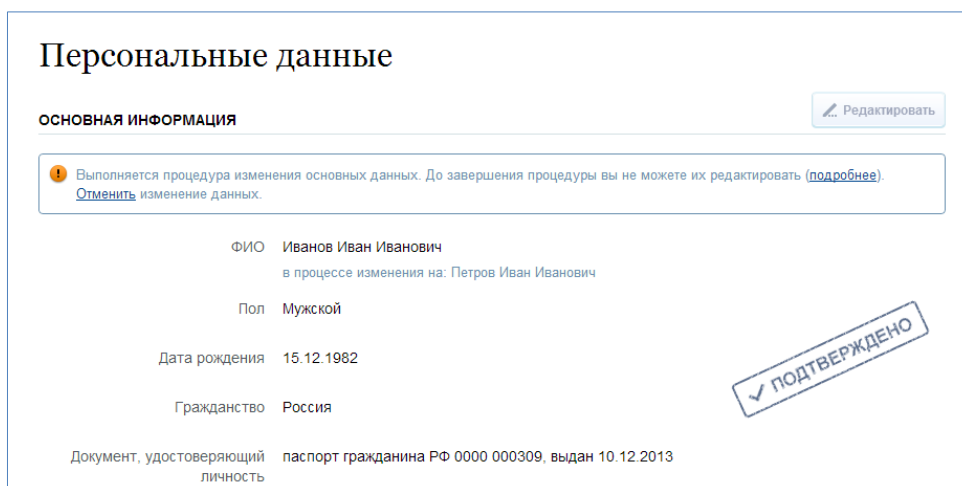 Персональные данные
Редактировать
ОСНОВНАЯ ИНФОРМАЦИЯ
Выполняется процедура изменения основных данных. До завершения процедуры вы не можете их редактировать (подробнее).
Отменить изменение данных.
ФИО Иванов Иван Иванович
в процессе изменения на: Петров Иван Иванович
Пол Мужской
ПОДТВЕРЖДЕНО
Дата рождения 15.12.1982
Гражданство Россия
Документ, удостоверяющий паспорт гражданина РФ 0000 000309, выдан 10.12.2013
личность